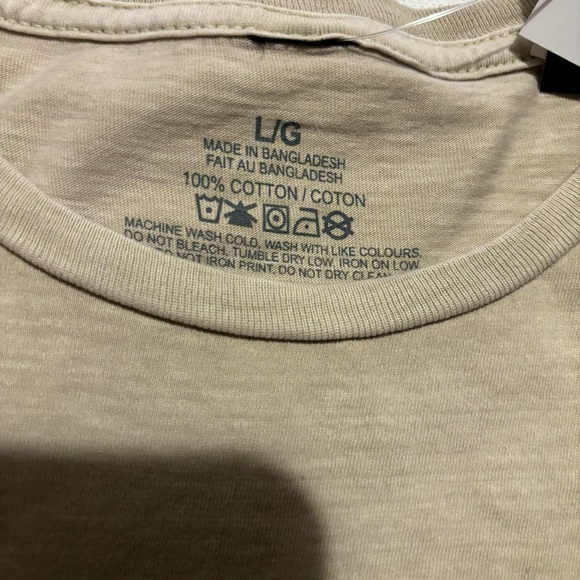 L/G
MADE IN BANGLADESH
FAIT AU BANGLADESH
100% COTTON / COTON
MACHINE WASH COLD, WASH WITH LIKE COLOURS.
DO NOT BLEACH, TUMBLE DRY LOW, IRON ON LOW
NOT IRON PRINT, DO NOT DRY CLEAN